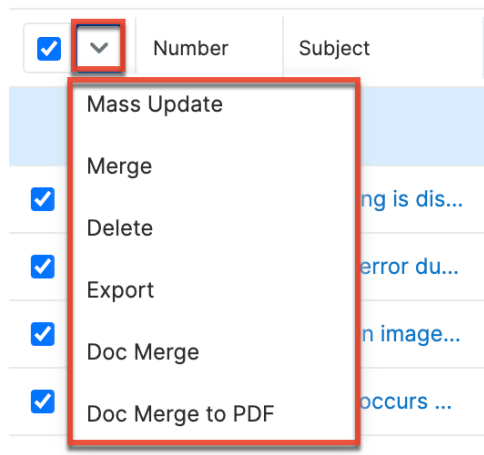 Number Subject
Mass Update
Merge
ng is dis...
Delete
error du...
Export
n image...
Doc Merge
occurs ...
Doc Merge to PDF